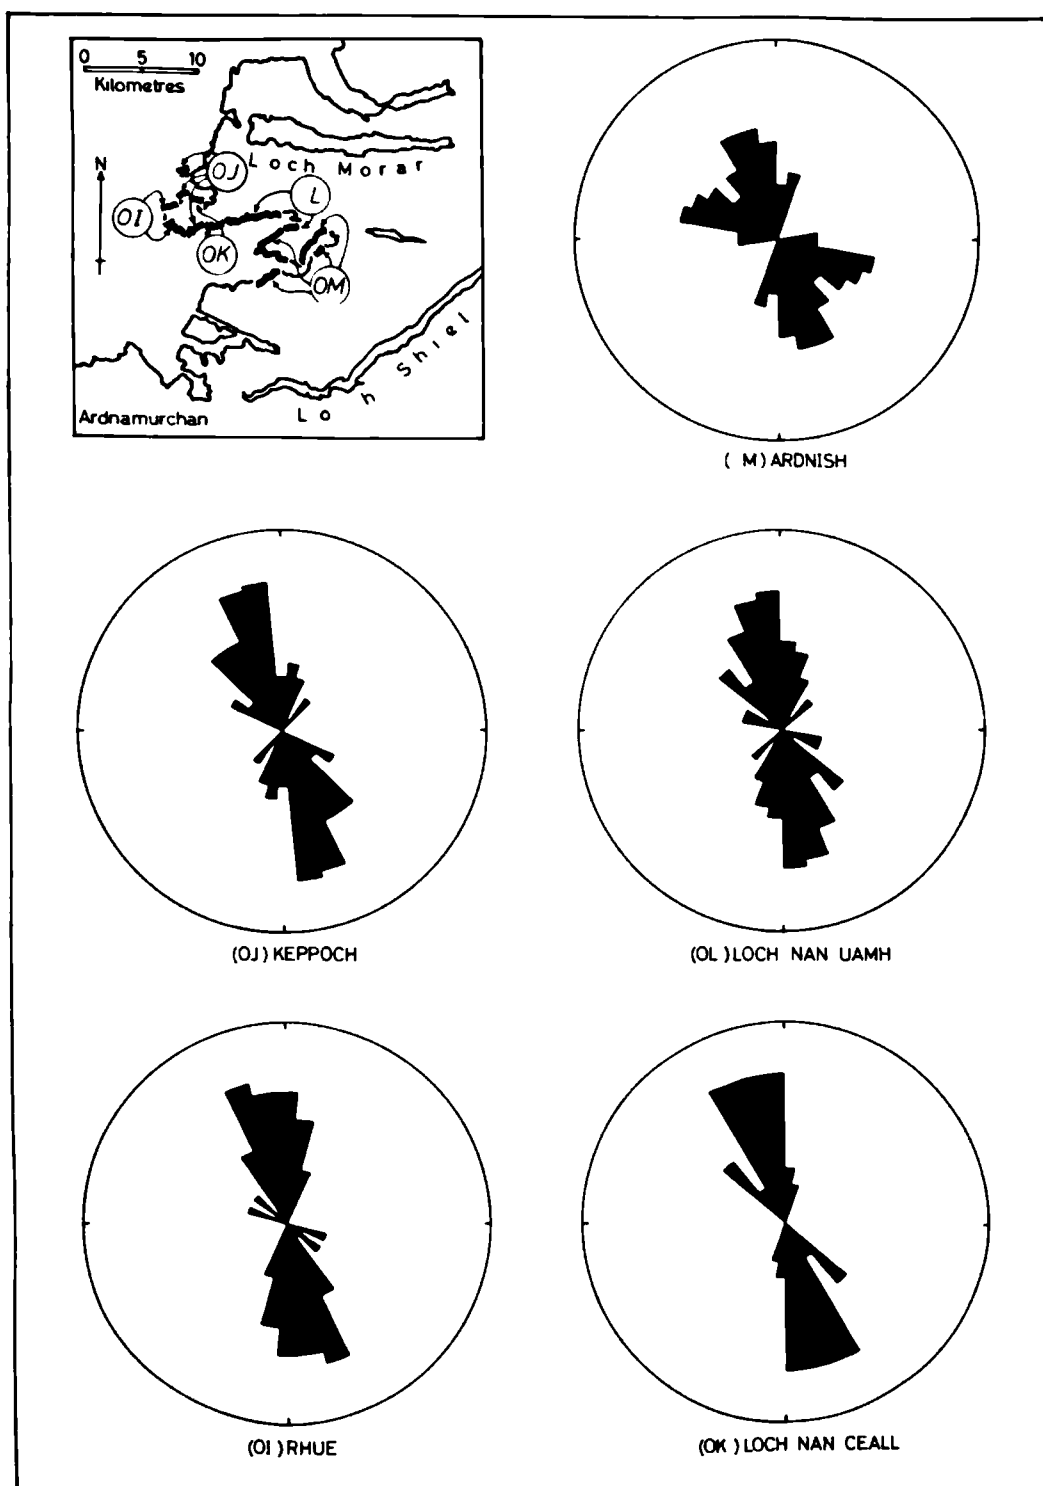 0 5 10
Kilometres
N
Loch Morar
OJ
L
OI
OK
OM
Loch Shiel
Ardnamurchan
( M) ARDNISH
(OJ) KEPPOCH
(OL) LOCH NAN UAMH
(OI) RHUE
(OK) LOCH NAN CEALL